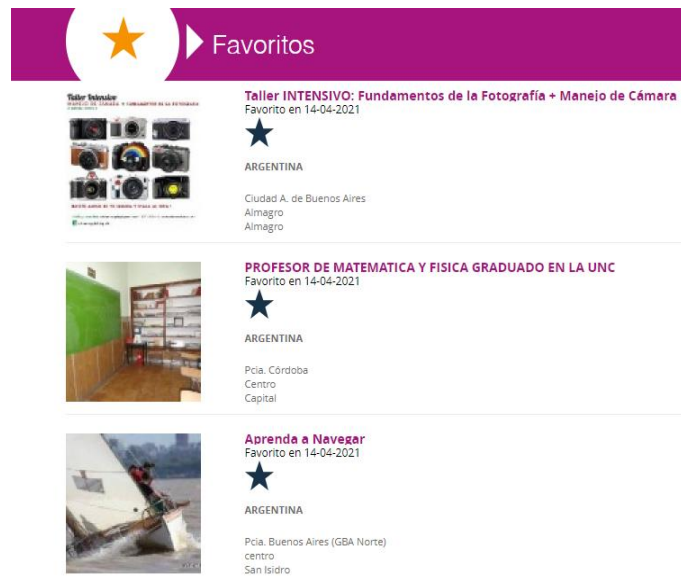 Favoritos
Taller Intensivo
Taller INTENSIVO: Fundamentos de la Fotografía + Manejo de Cámara
Favorito en 14-04-2021
ARGENTINA
Ciudad A. de Buenos Aires
Almagro
Almagro
PROFESOR DE MATEMATICA Y FISICA GRADUADO EN LA UNC
Favorito en 14-04-2021
ARGENTINA
Pcia. Córdoba
Centro
Capital
Aprenda a Navegar
Favorito en 14-04-2021
ARGENTINA
Pcia. Buenos Aires (GBA Norte)
centro
San Isidro